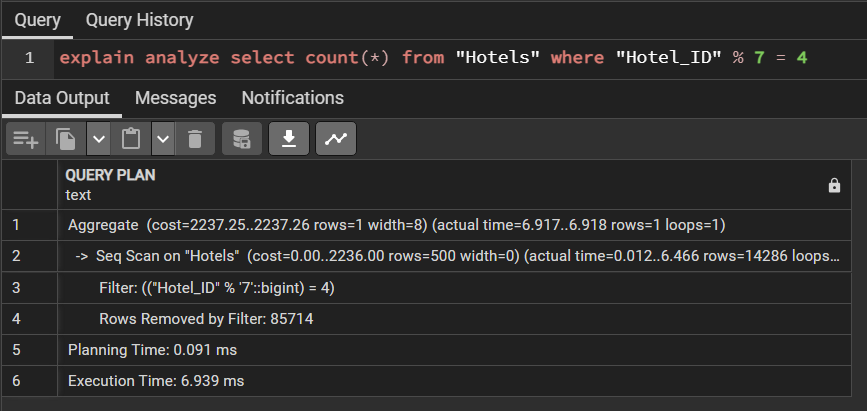 Query Query History
1 explain analyze select count(*) from "Hotels" where "Hotel_ID" % 7 = 4
Data Output Messages Notifications
QUERY PLAN
text
1 Aggregate (cost=2237.25..2237.26 rows=1 width=8) (actual time=6.917..6.918 rows=1 loops=1)
2 -> Seq Scan on "Hotels" (cost=0.00..2236.00 rows=500 width=0) (actual time=0.012..6.466 rows=14286 loops...
3 Filter: (("Hotel_ID" % '7'::bigint) = 4)
4 Rows Removed by Filter: 85714
5 Planning Time: 0.091 ms
6 Execution Time: 6.939 ms